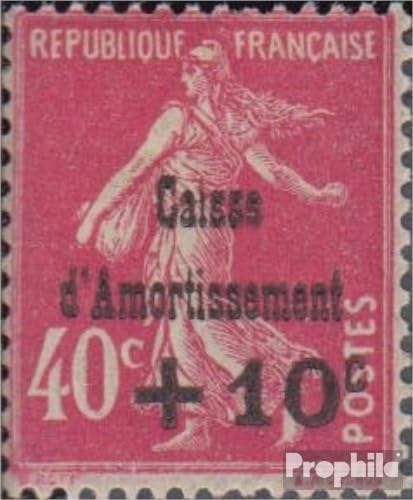 REPUBLIQUE FRANÇAISE
Caisse
d'Amortissement
40c
+10c
POSTES
Prophila